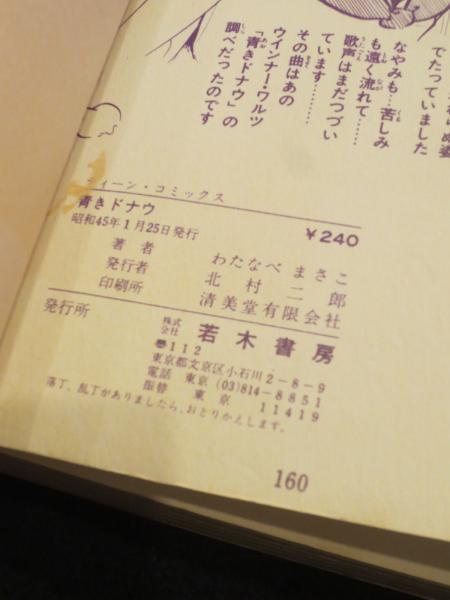 でたっていました
なやみも…苦しみ
も遠く流れて……
歌声はまだつづい
ています………
その曲はあの
ウインナー・ワルツ
「青きドナウ」の
調べだったのです
ィーン・コミックス
青きドナウ ¥240
昭和45年1月25日発行
著者 わたなべ まさこ
発行者 北村二郎
印刷所 清美堂有限会社
発行所 株式会社 若木書房
〠112
東京都文京区小石川2-8-9
電話 東京(03)814-8851
振替 東京 11419
落丁、乱丁がありましたら、おとりかえします。
160